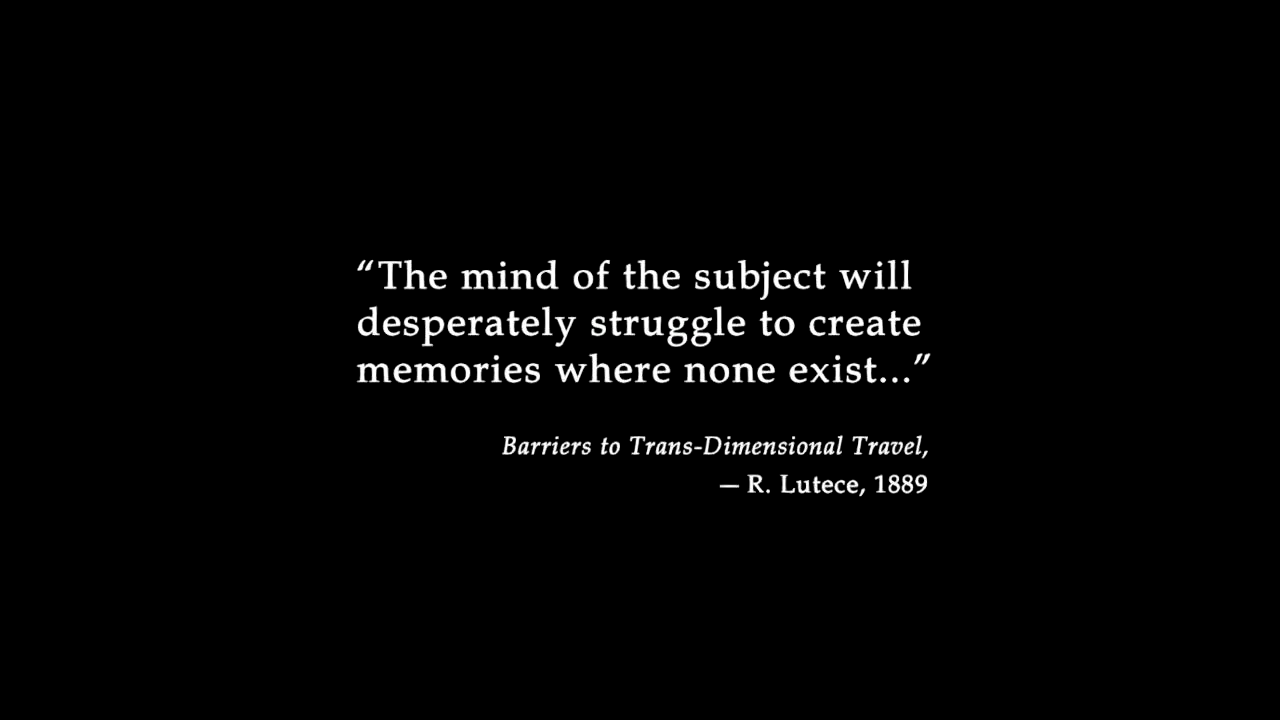 “The mind of the subject will
desperately struggle to create
memories where none exist...”
Barriers to Trans-Dimensional Travel,
— R. Lutece, 1889